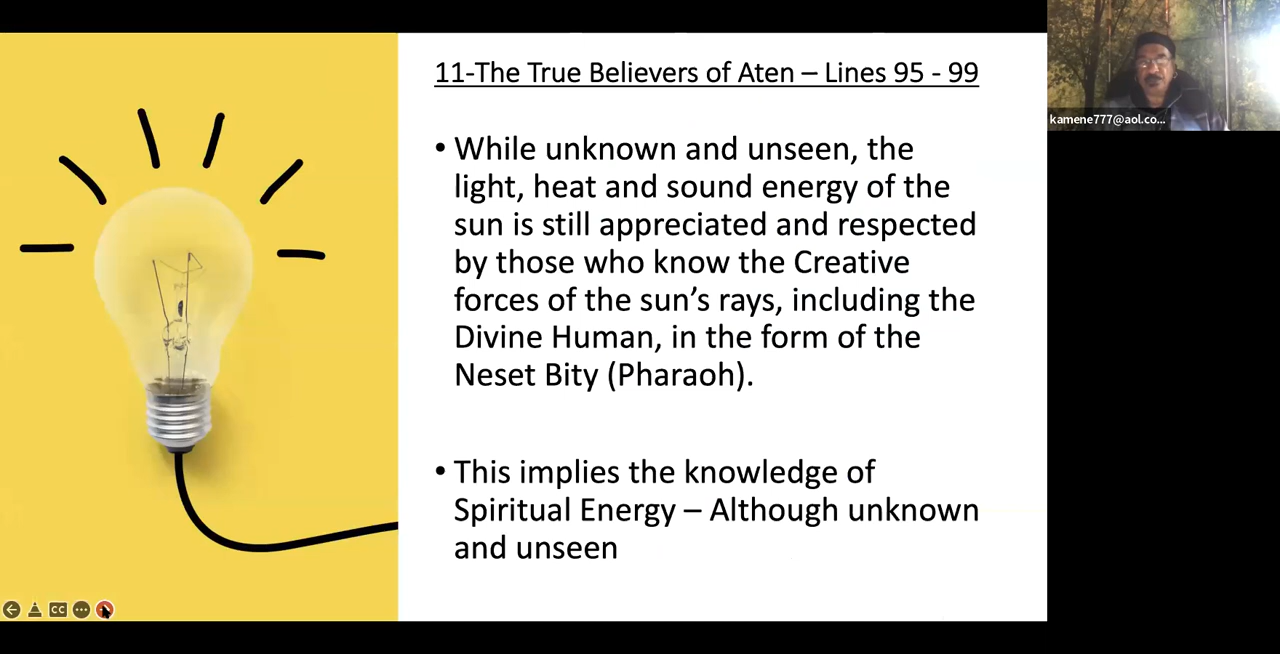 11-The True Believers of Aten – Lines 95 - 99
• While unknown and unseen, the
light, heat and sound energy of the
sun is still appreciated and respected
by those who know the Creative
forces of the sun’s rays, including the
Divine Human, in the form of the
Neset Bity (Pharaoh).
• This implies the knowledge of
Spiritual Energy – Although unknown
and unseen
kamene777@aol.co...
CC